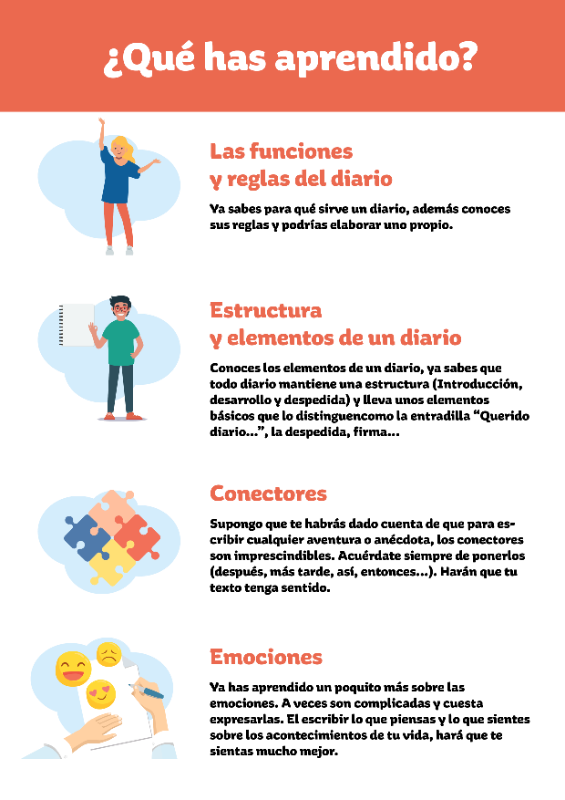 ¿Qué has aprendido?
Las funciones
y reglas del diario
Ya sabes para qué sirve un diario, además conoces
sus reglas y podrías elaborar uno propio.
Estructura
y elementos de un diario
Conoces los elementos de un diario, ya sabes que
todo diario mantiene una estructura (Introducción,
desarrollo y despedida) y lleva unos elementos
básicos que lo distinguencomo la entradilla “Querido
diario...”, la despedida, firma...
Conectores
Supongo que te habrás dado cuenta de que para es-
cribir cualquier aventura o anécdota, los conectores
son imprescindibles. Acuérdate siempre de ponerlos
(después, más tarde, así, entonces...). Harán que tu
texto tenga sentido.
Emociones
Ya has aprendido un poquito más sobre las
emociones. A veces son complicadas y cuesta
expresarlas. El escribir lo que piensas y lo que sientes
sobre los acontecimientos de tu vida, hará que te
sientas mucho mejor.